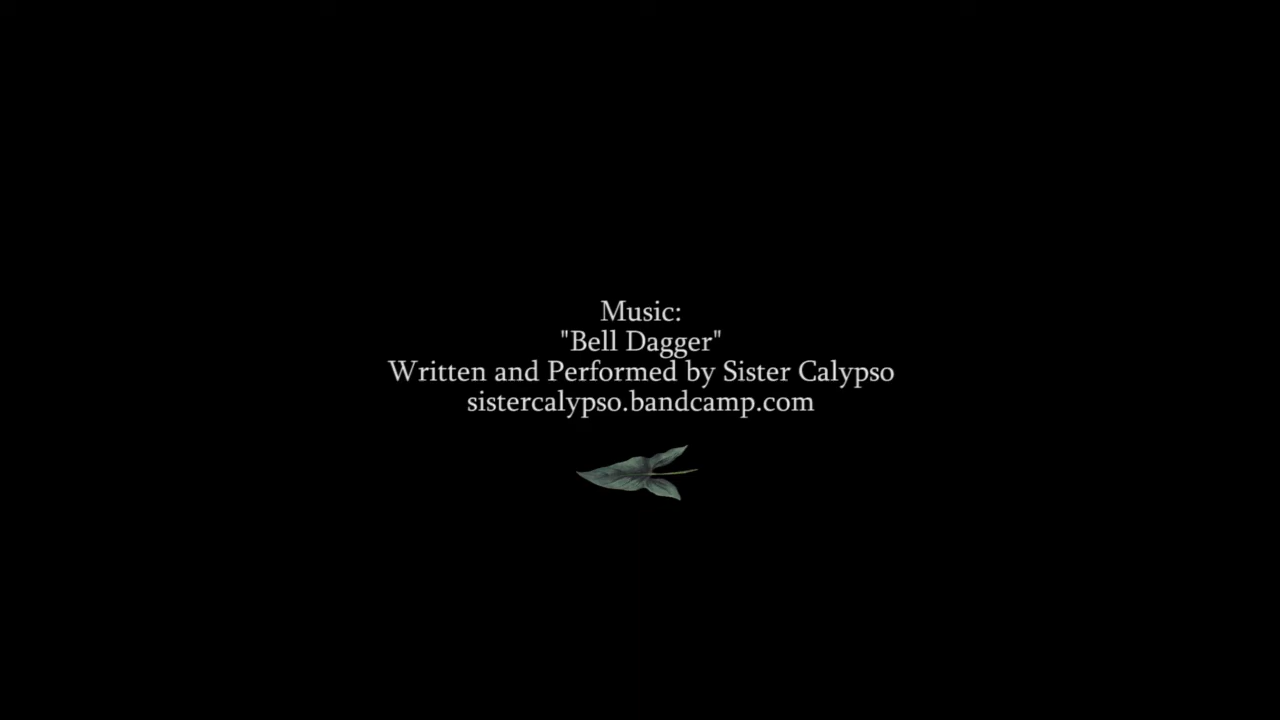 Music:
"Bell Dagger"
Written and Performed by Sister Calypso
sistercalypso.bandcamp.com